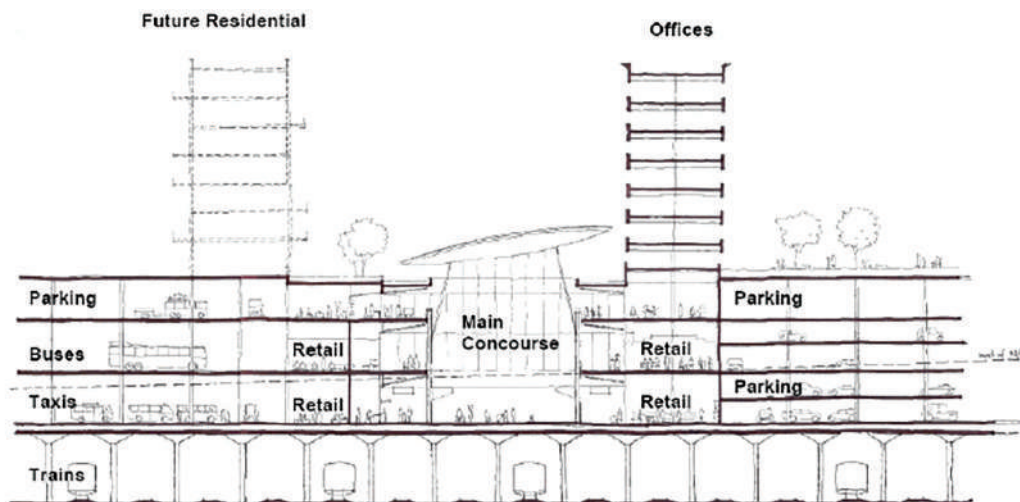 Future Residential
Offices
Parking
Parking
Main
Concourse
Buses
Retail
Retail
Parking
Taxis
Retail
Retail
Trains